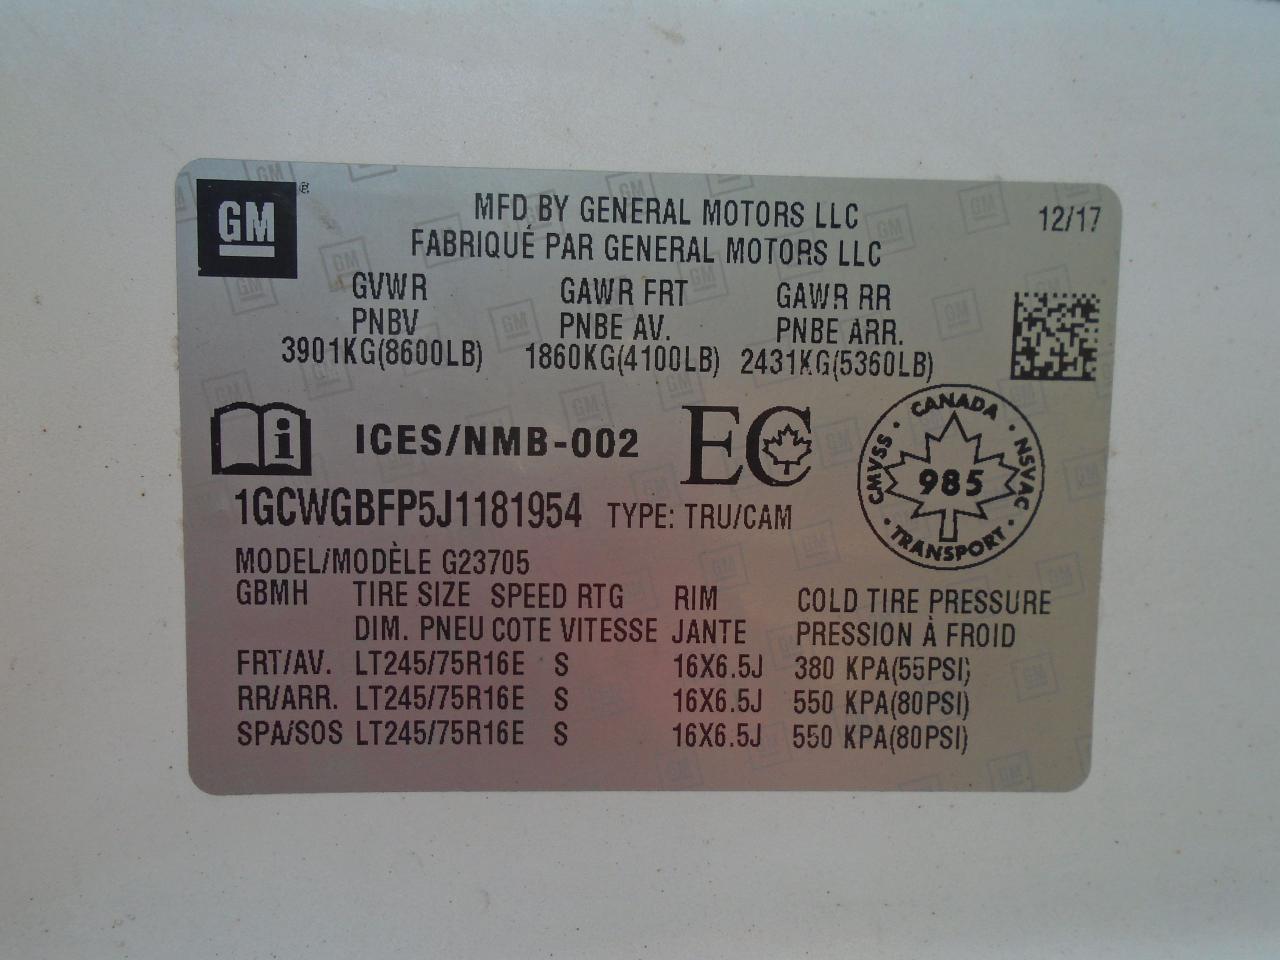 GM
MFD BY GENERAL MOTORS LLC
12/17
FABRIQUÉ PAR GENERAL MOTORS LLC
GVWR GAWR FRT GAWR RR
PNBV PNBE AV. PNBE ARR.
3901KG(8600LB) 1860KG(4100LB) 2431KG(5360LB)
ICES/NMB-002 EC
CANADA
CMVSS • NSVAC
985
• TRANSPORT •
1GCWGBFP5J1181954 TYPE: TRU/CAM
MODEL/MODÈLE G23705
GBMH TIRE SIZE SPEED RTG RIM COLD TIRE PRESSURE
DIM. PNEU COTE VITESSE JANTE PRESSION À FROID
FRT/AV. LT245/75R16E S 16X6.5J 380 KPA(55PSI)
RR/ARR. LT245/75R16E S 16X6.5J 550 KPA(80PSI)
SPA/SOS LT245/75R16E S 16X6.5J 550 KPA(80PSI)